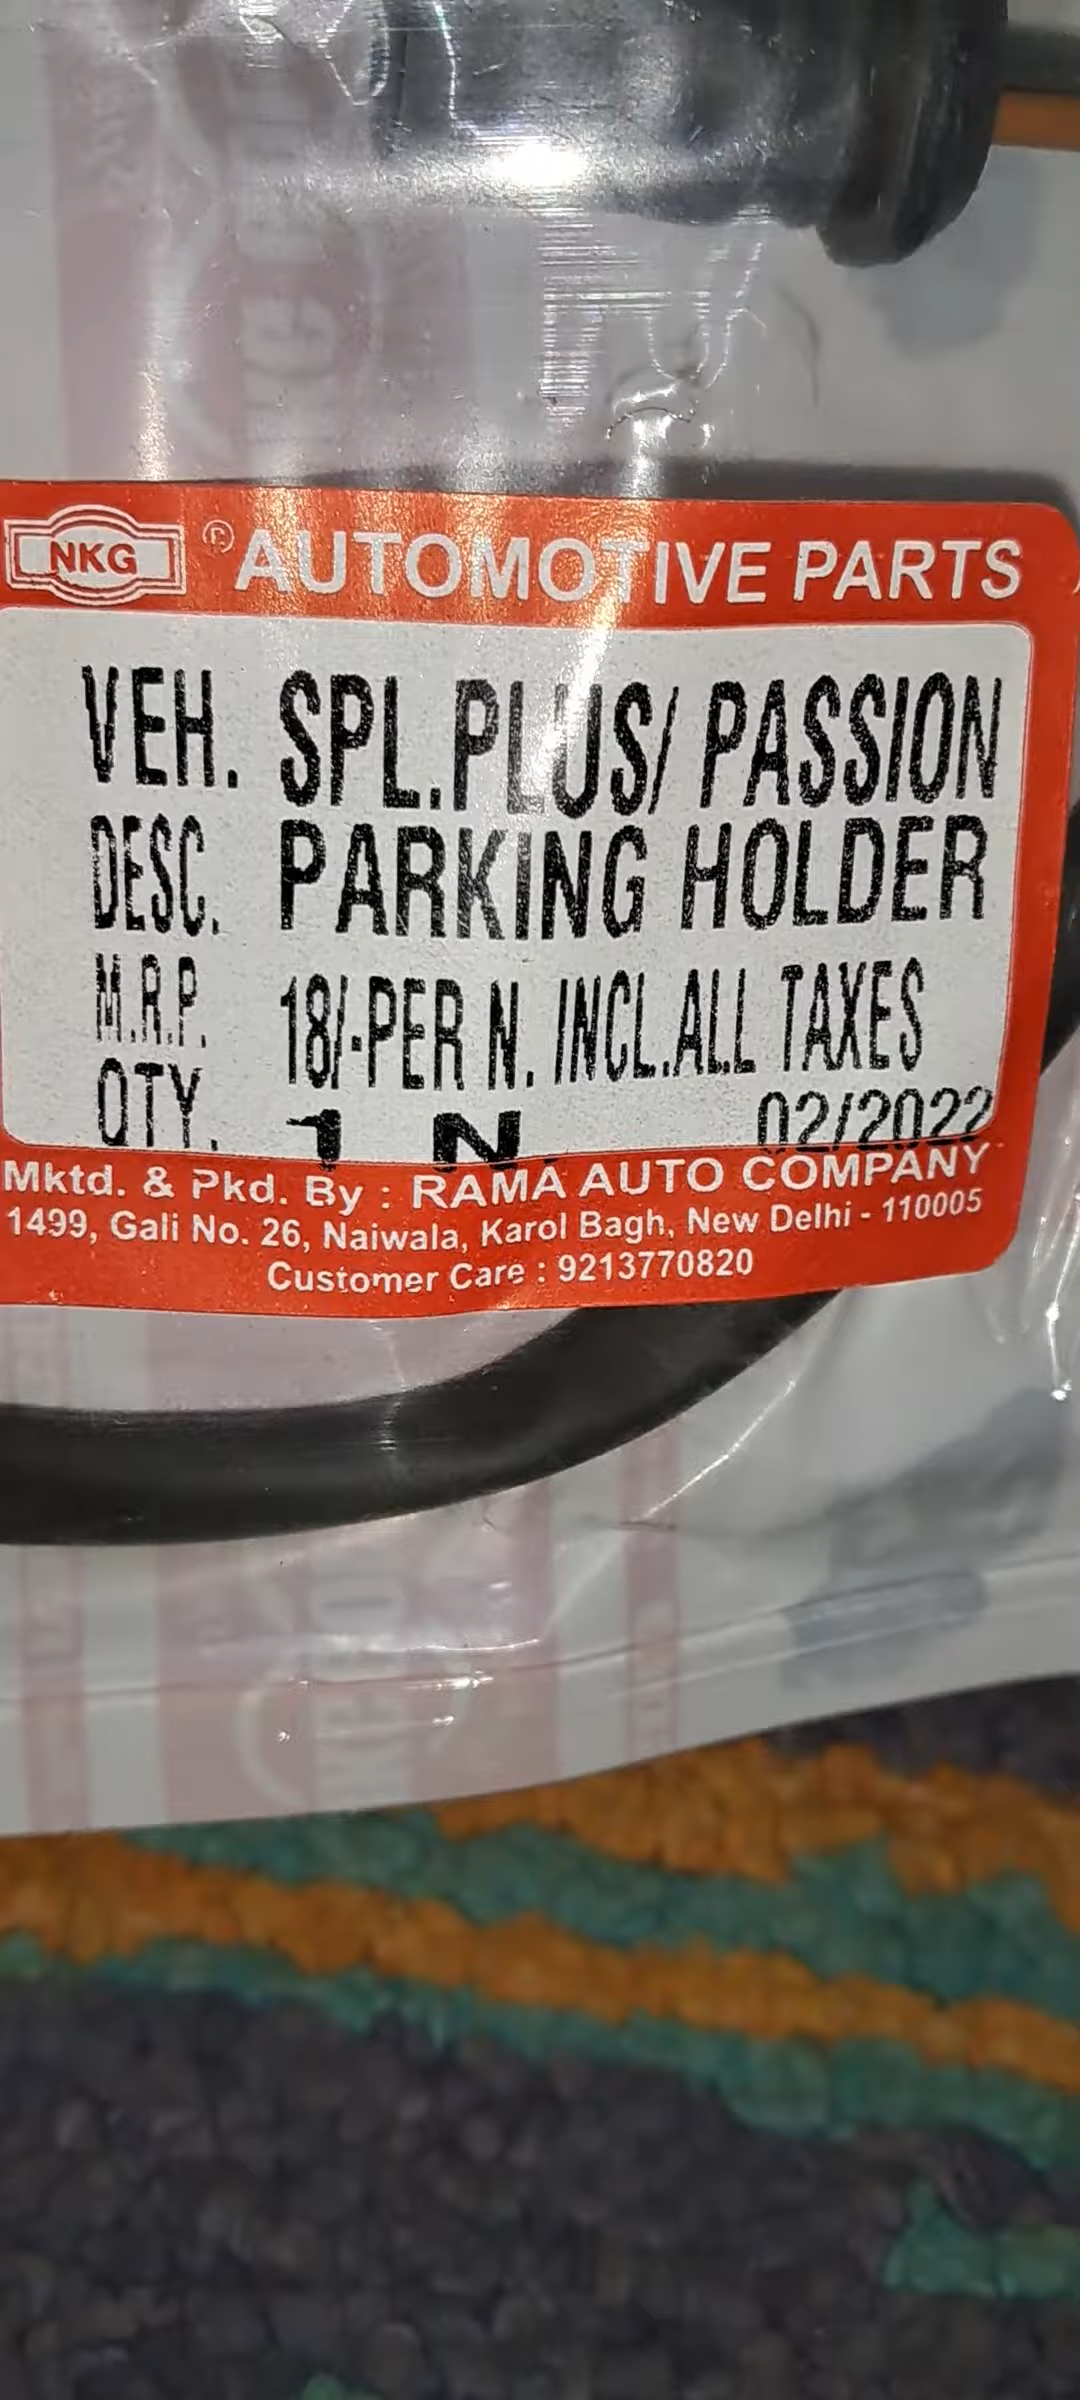 NKG ® AUTOMOTIVE PARTS
VEH. SPL.PLUS/ PASSION
DESC. PARKING HOLDER
M.R.P. 18/-PER N. INCL.ALL TAXES
QTY. 1 N 02/2022
Mktd. & Pkd. By : RAMA AUTO COMPANY
1499, Gali No. 26, Naiwala, Karol Bagh, New Delhi - 110005
Customer Care : 9213770820